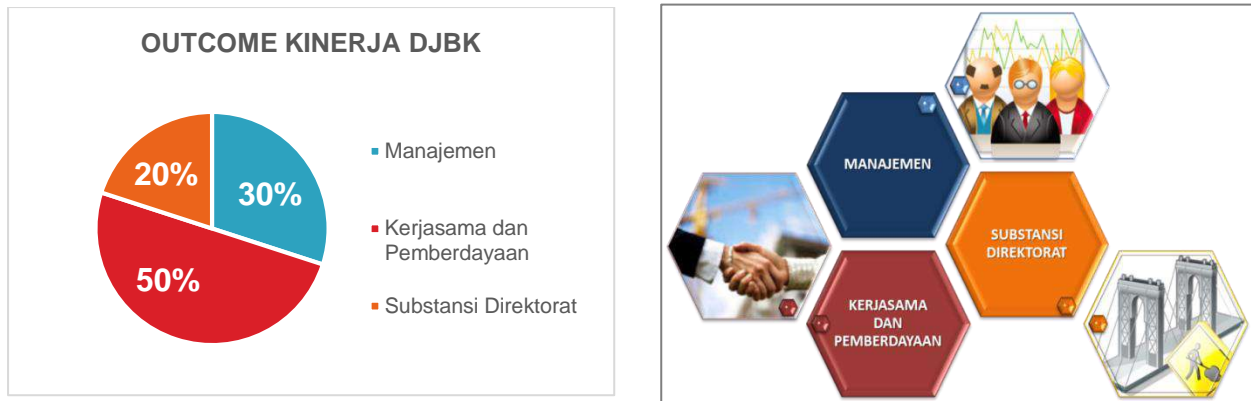 OUTCOME KINERJA DJBK
20%
30%
50%
Manajemen
Kerjasama dan
Pemberdayaan
Substansi Direktorat
MANAJEMEN
SUBSTANSI
DIREKTORAT
KERJASAMA
DAN
PEMBERDAYAAN